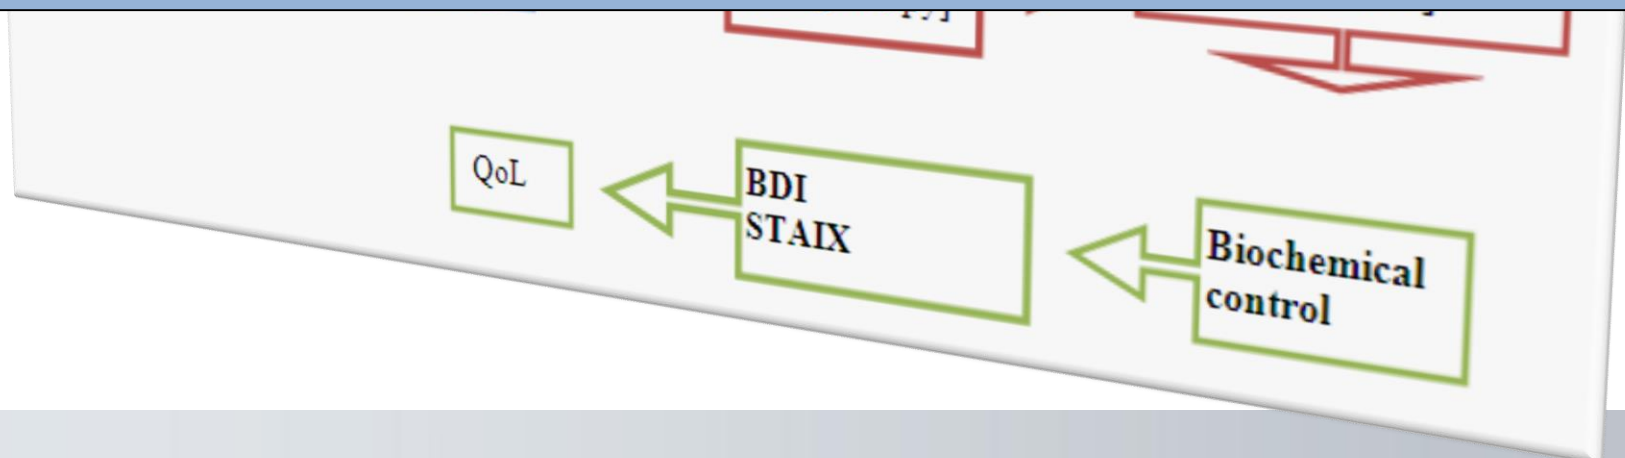 QoL
BDI
STAIX
Biochemical
control